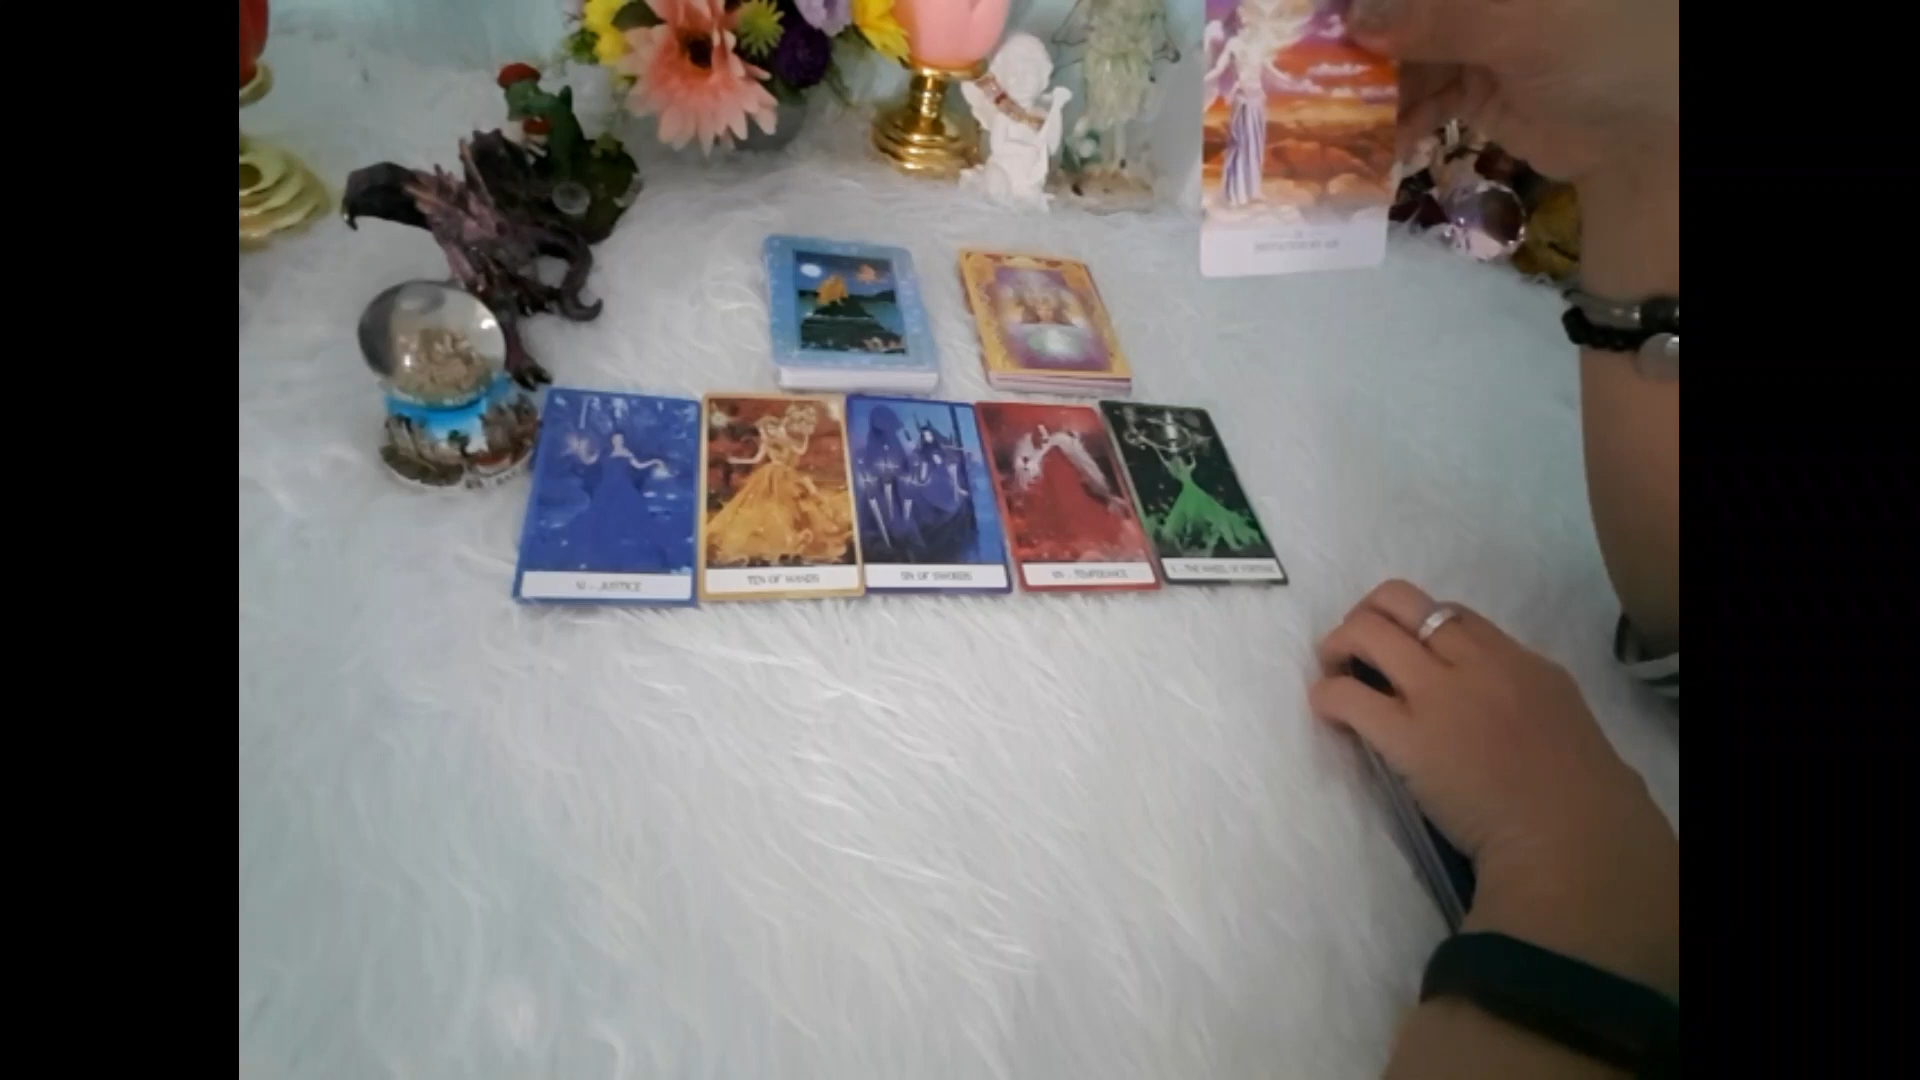 XI - JUSTICE
TEN OF WANDS
SIX OF SWORDS
XIV - TEMPERANCE
X - THE WHEEL OF FORTUNE